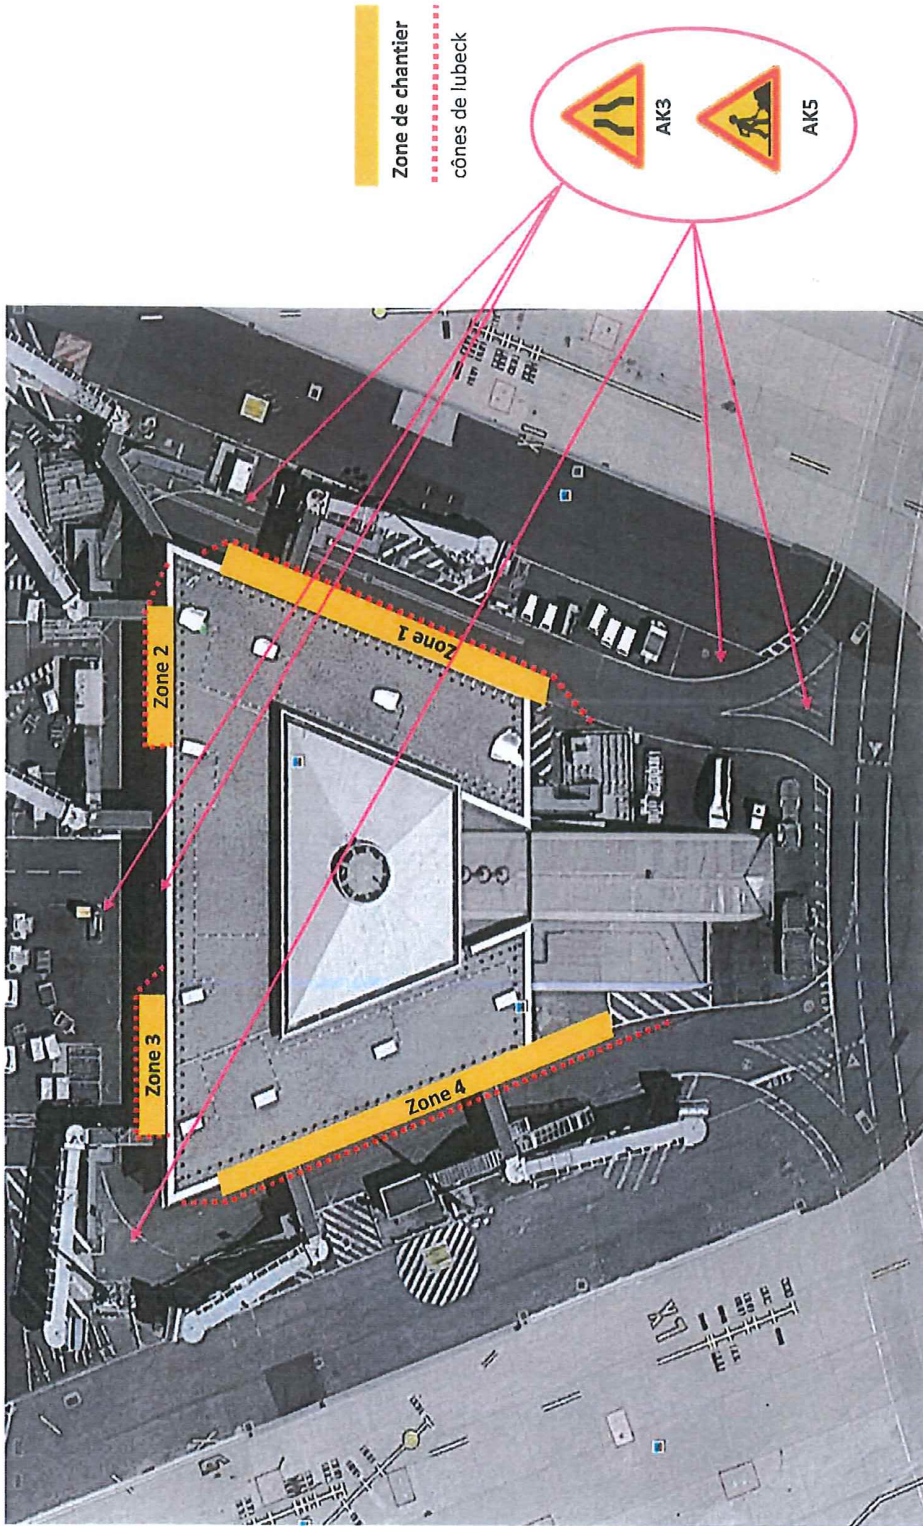 Zone de chantier
cônes de lubeck
AK3
AK5
Zone 2
Zone 1
Zone 3
Zone 4